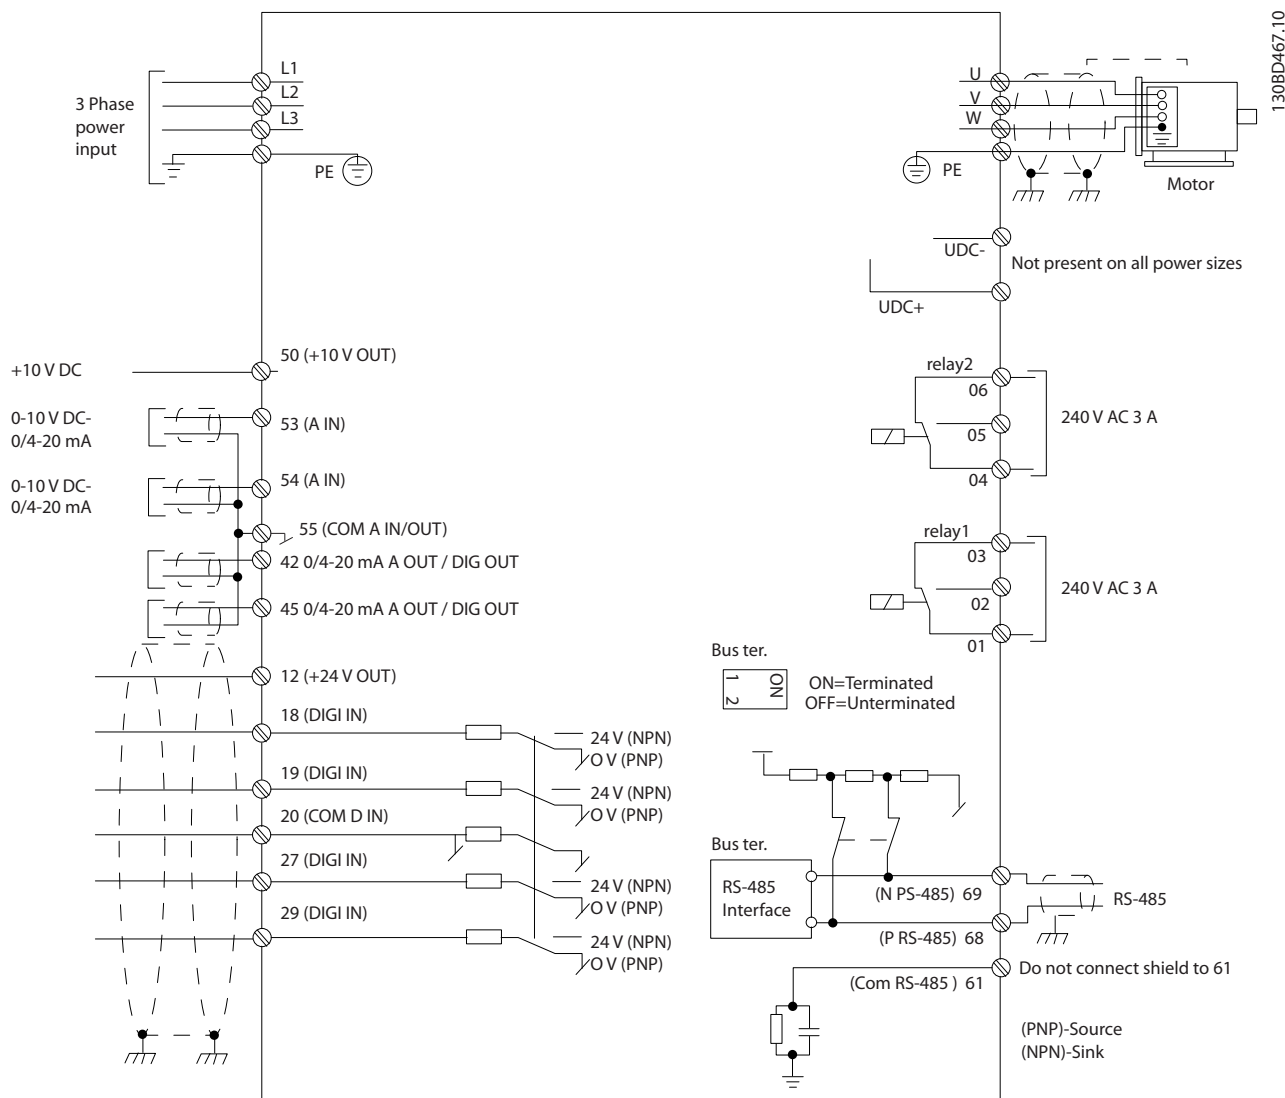 130BD467.10
L1
L2
L3
3 Phase
power
input
PE
U
V
W
PE
Motor
UDC-
Not present on all power sizes
UDC+
+10 V DC
50 (+10 V OUT)
0-10 V DC-
0/4-20 mA
53 (A IN)
0-10 V DC-
0/4-20 mA
54 (A IN)
55 (COM A IN/OUT)
42 0/4-20 mA A OUT / DIG OUT
45 0/4-20 mA A OUT / DIG OUT
12 (+24 V OUT)
18 (DIGI IN)
24 V (NPN)
O V (PNP)
19 (DIGI IN)
24 V (NPN)
O V (PNP)
20 (COM D IN)
27 (DIGI IN)
24 V (NPN)
O V (PNP)
29 (DIGI IN)
24 V (NPN)
O V (PNP)
relay2
06
05
04
240 V AC 3 A
relay1
03
02
01
240 V AC 3 A
Bus ter.
1
2
ON
ON=Terminated
OFF=Unterminated
Bus ter.
RS-485
Interface
(N PS-485) 69
RS-485
(P RS-485) 68
(Com RS-485 ) 61
Do not connect shield to 61
(PNP)-Source
(NPN)-Sink